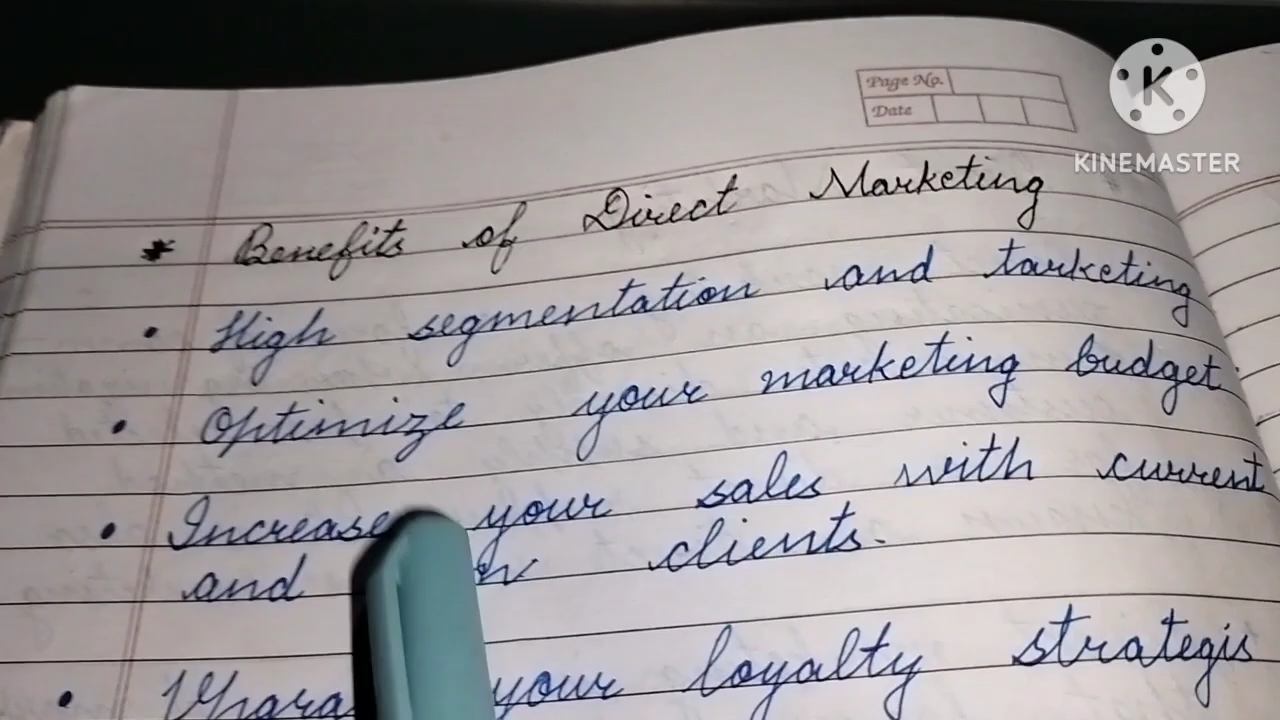 Page No.
Date
KINEMASTER
* Benefits of Direct Marketing
• High segmentation and tarketing
• Optimize your marketing budget.
• Increase your sales with current
and clients.
• your loyalty strategis